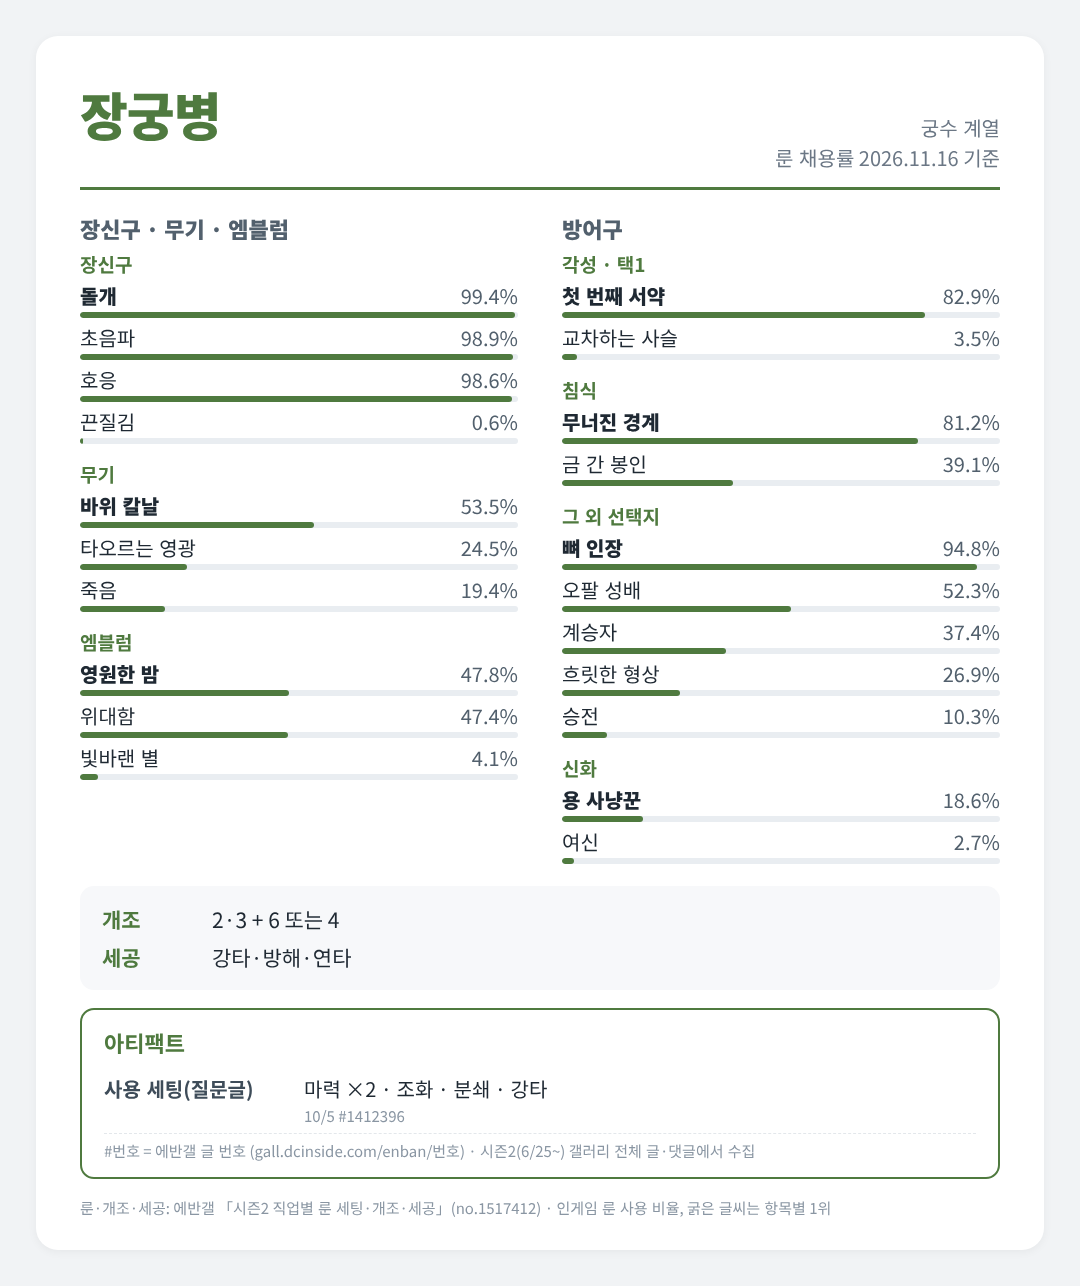 장궁병
궁수 계열
룬 채용률 2026.11.16 기준
장신구 · 무기 · 엠블럼
장신구
돌개 99.4%
초음파 98.9%
호응 98.6%
끈질김 0.6%
무기
바위 칼날 53.5%
타오르는 영광 24.5%
죽음 19.4%
엠블럼
영원한 밤 47.8%
위대함 47.4%
빛바랜 별 4.1%
방어구
각성 · 택1
첫 번째 서약 82.9%
교차하는 사슬 3.5%
침식
무너진 경계 81.2%
금 간 봉인 39.1%
그 외 선택지
뼈 인장 94.8%
오팔 성배 52.3%
계승자 37.4%
흐릿한 형상 26.9%
승전 10.3%
신화
용 사냥꾼 18.6%
여신 2.7%
개조 2·3 + 6 또는 4
세공 강타·방해·연타
아티팩트
사용 세팅(질문글) 마력 ×2 · 조화 · 분쇄 · 강타
10/5 #1412396
#번호 = 에반갤 글 번호 (gall.dcinside.com/enban/번호) · 시즌2(6/25~) 갤러리 전체 글·댓글에서 수집
룬·개조·세공: 에반갤 「시즌2 직업별 룬 세팅·개조·세공」(no.1517412) · 인게임 룬 사용 비율, 굵은 글씨는 항목별 1위